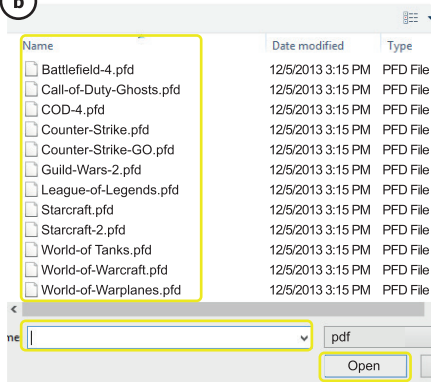 b
Name Date modified Type
Battlefield-4.pfd 12/5/2013 3:15 PM PFD File
Call-of-Duty-Ghosts.pfd 12/5/2013 3:15 PM PFD File
COD-4.pfd 12/5/2013 3:15 PM PFD File
Counter-Strike.pfd 12/5/2013 3:15 PM PFD File
Counter-Strike-GO.pfd 12/5/2013 3:15 PM PFD File
Guild-Wars-2.pfd 12/5/2013 3:15 PM PFD File
League-of-Legends.pfd 12/5/2013 3:15 PM PFD File
Starcraft.pfd 12/5/2013 3:15 PM PFD File
Starcraft-2.pfd 12/5/2013 3:15 PM PFD File
World-of Tanks.pfd 12/5/2013 3:15 PM PFD File
World-of-Warcraft.pfd 12/5/2013 3:15 PM PFD File
World-of-Warplanes.pfd 12/5/2013 3:15 PM PFD File
me pdf
Open